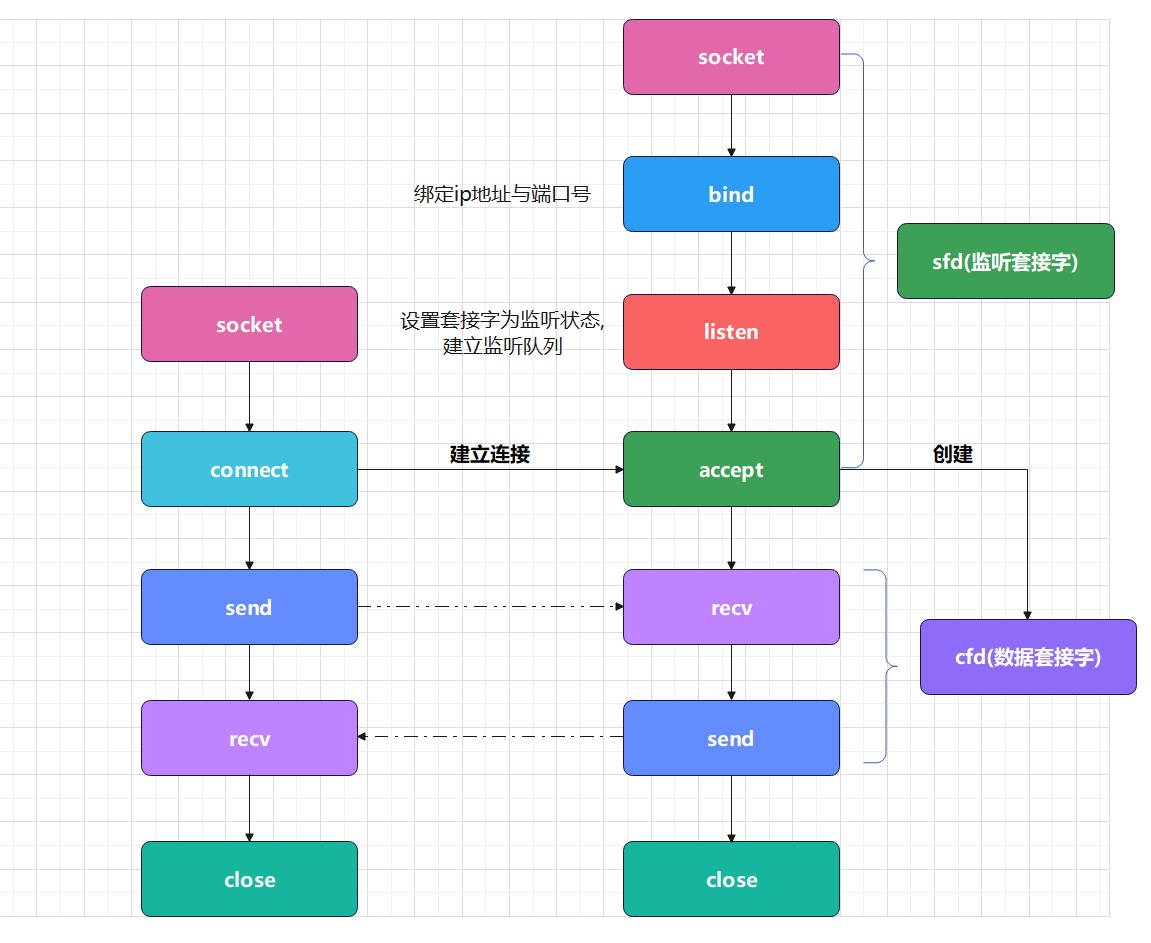 socket
bind
绑定ip地址与端口号
sfd(监听套接字)
socket
设置套接字为监听状态,
建立监听队列
listen
connect
建立连接
accept
创建
send
recv
cfd(数据套接字)
recv
send
close
close